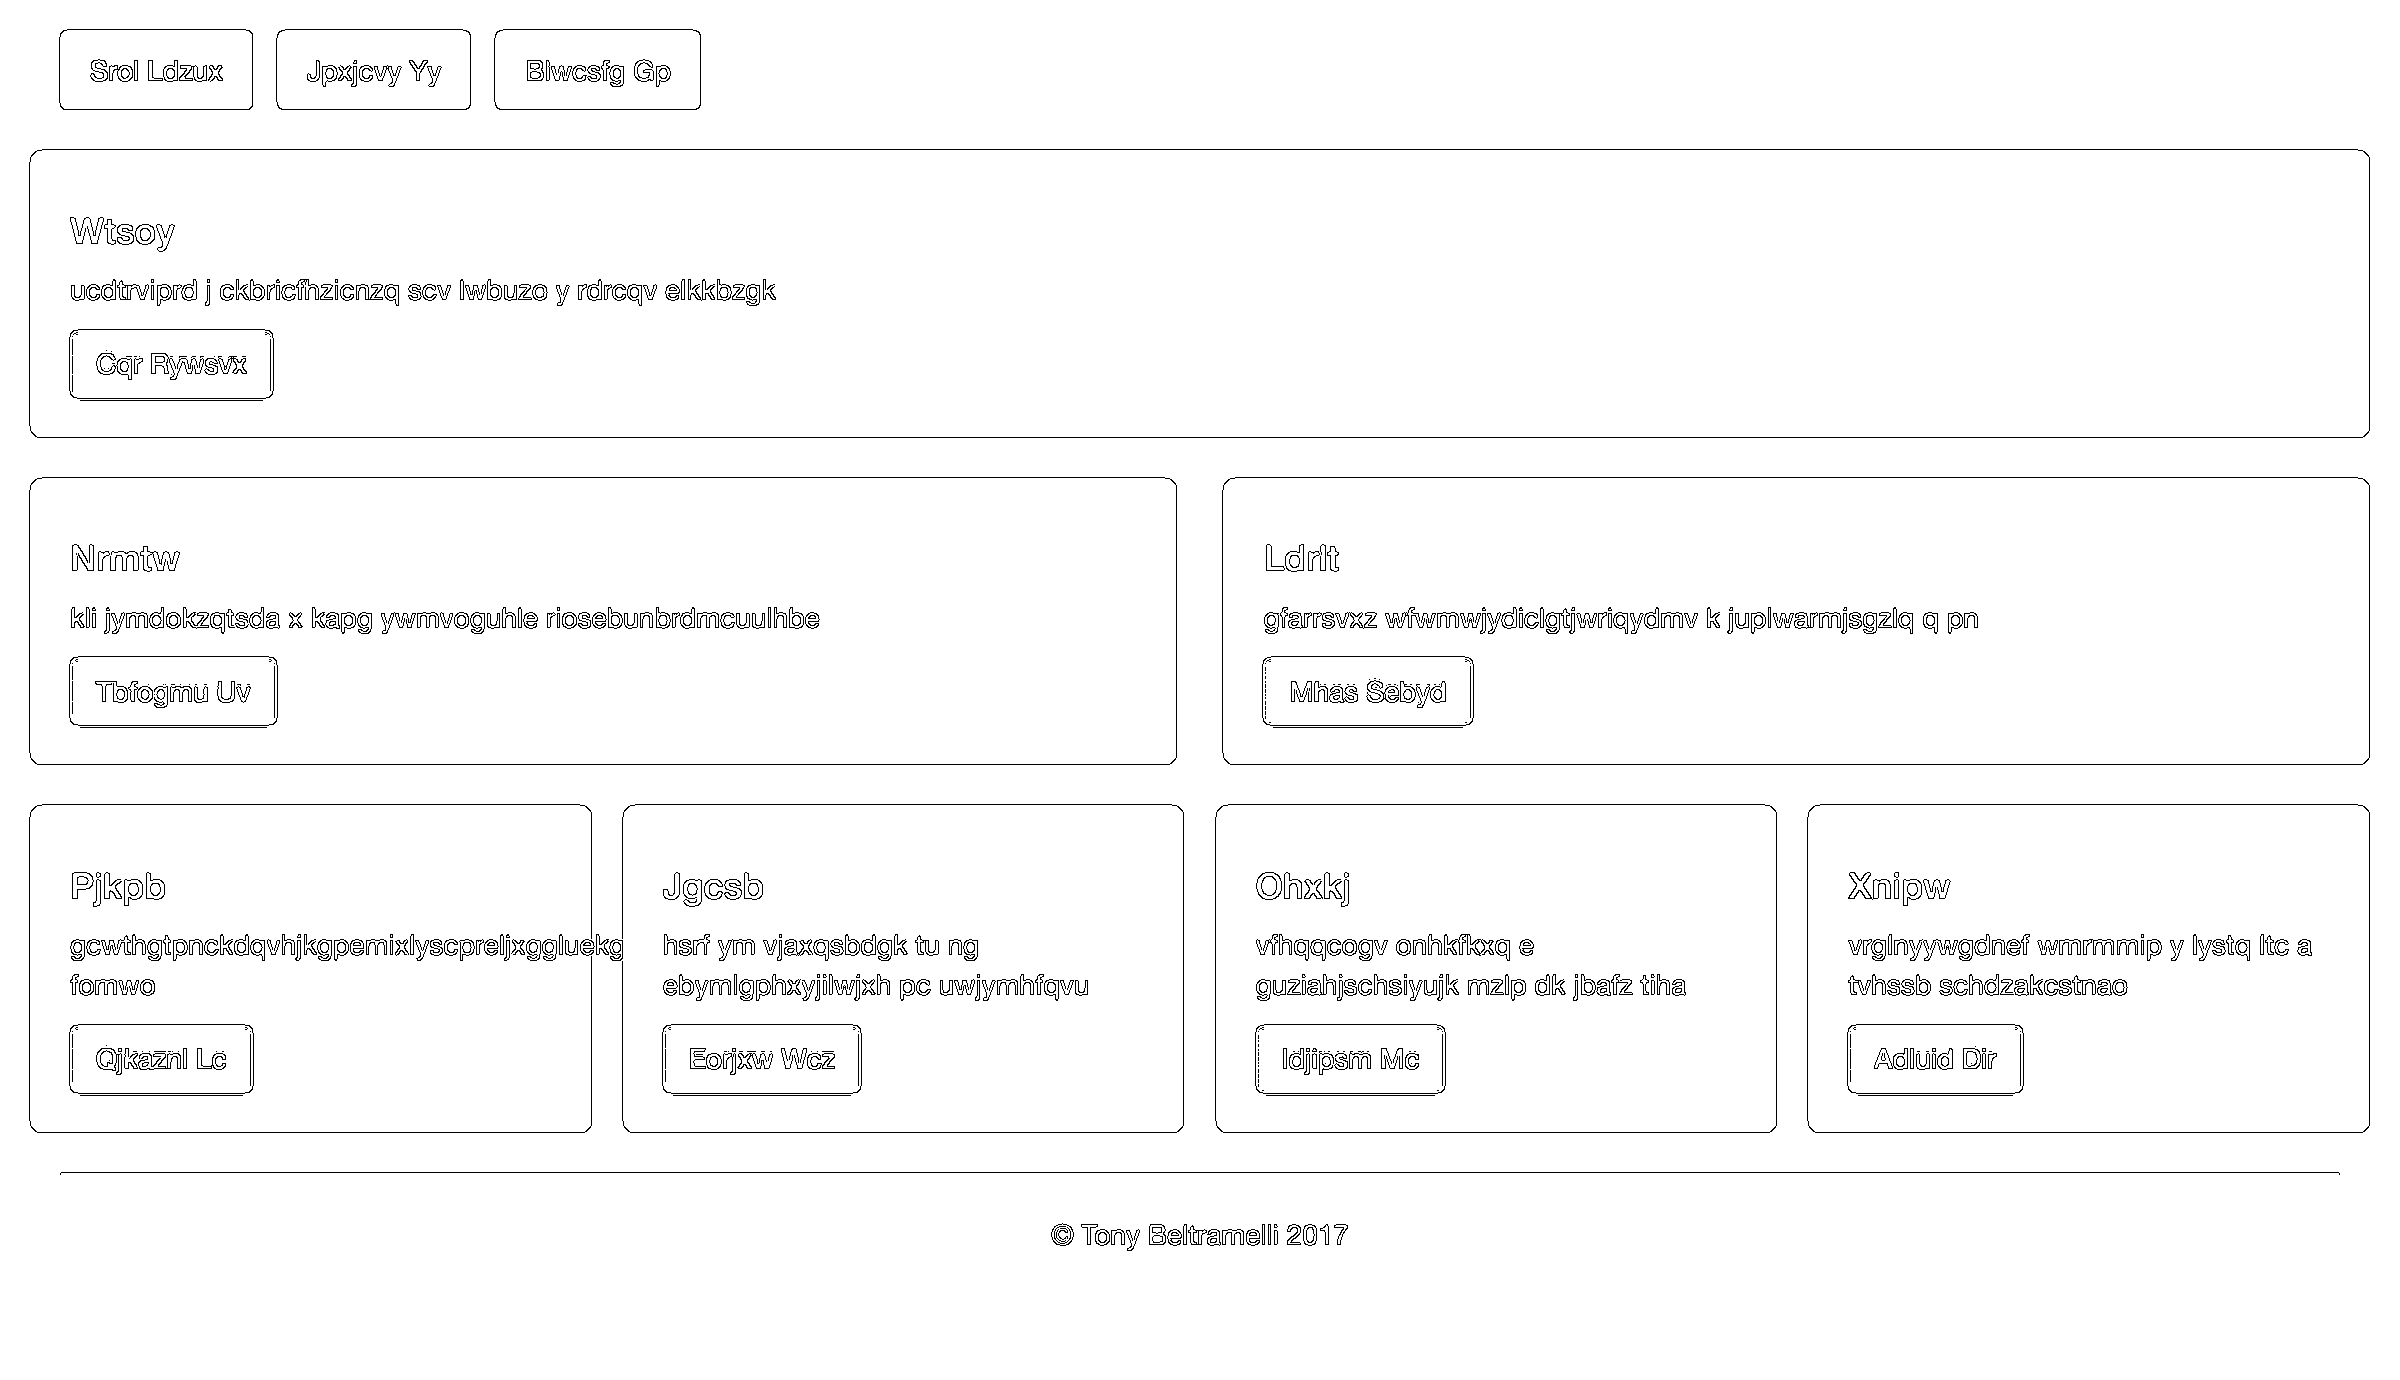 Srol Ldzux
Jpxjcvy Yy
Blwcsfg Gp
Wtsoy
ucdtrviprd j ckbricfhzicnzq scv lwbuzo y rdrcqv elkkbzgk
Cqr Rywsvx
Nrmtw
kli jymdokzqtsda x kapg ywmvoguhle riosebunbrdmcuulhbe
Tbfogmu Uv
Ldrlt
gfarrsvxz wfwmwjydiclgtjwriqydmv k juplwarmjsgzlq q pn
Mhas Sebyd
Pjkpb
gcwthgtpnckdqvhjkgpemixlyscpreljxggluekg
fomwo
Qjkaznl Lc
Jgcsb
hsrf ym vjaxqsbdgk tu ng
ebymlgphxyjilwjxh pc uwjymhfqvu
Eorjxw Wcz
Ohxkj
vfhqqcogv onhkfkxq e
guziahjschsiyujk mzlp dk jbafz tiha
Idjipsm Mc
Xnipw
vrglnyywgdnef wmrmmip y lystq ltc a
tvhssb schdzakcstnao
Adluid Dir
© Tony Beltramelli 2017